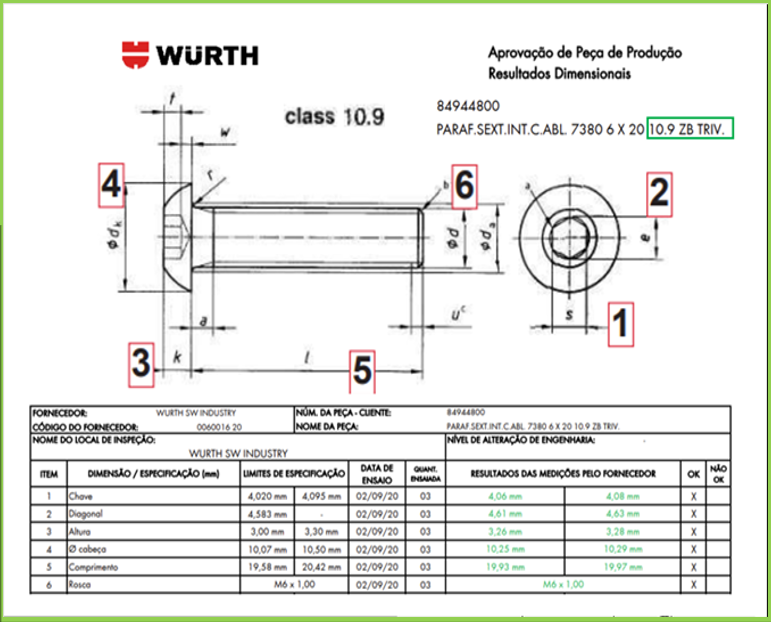 WÜRTH
Aprovação de Peça de Produção
Resultados Dimensionais
84944800
PARAF.SEXT.INT.C.ABL. 7380 6 X 20 10.9 ZB TRIV.
class 10.9
t
w
r
4
6
2
b
a
ø dk
ø d
ø da
e
a
uc
s
1
3
k
l
5
FORNECEDOR: WURTH SW INDUSTRY NÚM. DA PEÇA - CLIENTE: 84944800
CÓDIGO DO FORNECEDOR: 0060016 20 NOME DA PEÇA: PARAF.SEXT.INT.C.ABL. 7380 6 X 20 10.9 ZB TRIV.
NOME DO LOCAL DE INSPEÇÃO: WURTH SW INDUSTRY NÍVEL DE ALTERAÇÃO DE ENGENHARIA: -
ITEM DIMENSÃO / ESPECIFICAÇÃO (mm) LIMITES DE ESPECIFICAÇÃO DATA DE ENSAIO QUANT. ENSAIADA RESULTADOS DAS MEDIÇÕES PELO FORNECEDOR OK NÃO OK
1 Chave 4,020 mm 4,095 mm 02/09/20 03 4,06 mm 4,08 mm X
2 Diagonal 4,583 mm - 02/09/20 03 4,61 mm 4,63 mm X
3 Altura 3,00 mm 3,30 mm 02/09/20 03 3,26 mm 3,28 mm X
4 Ø cabeça 10,07 mm 10,50 mm 02/09/20 03 10,25 mm 10,29 mm X
5 Comprimento 19,58 mm 20,42 mm 02/09/20 03 19,93 mm 19,97 mm X
6 Rosca M6 x 1,00 02/09/20 03 M6 x 1,00 X